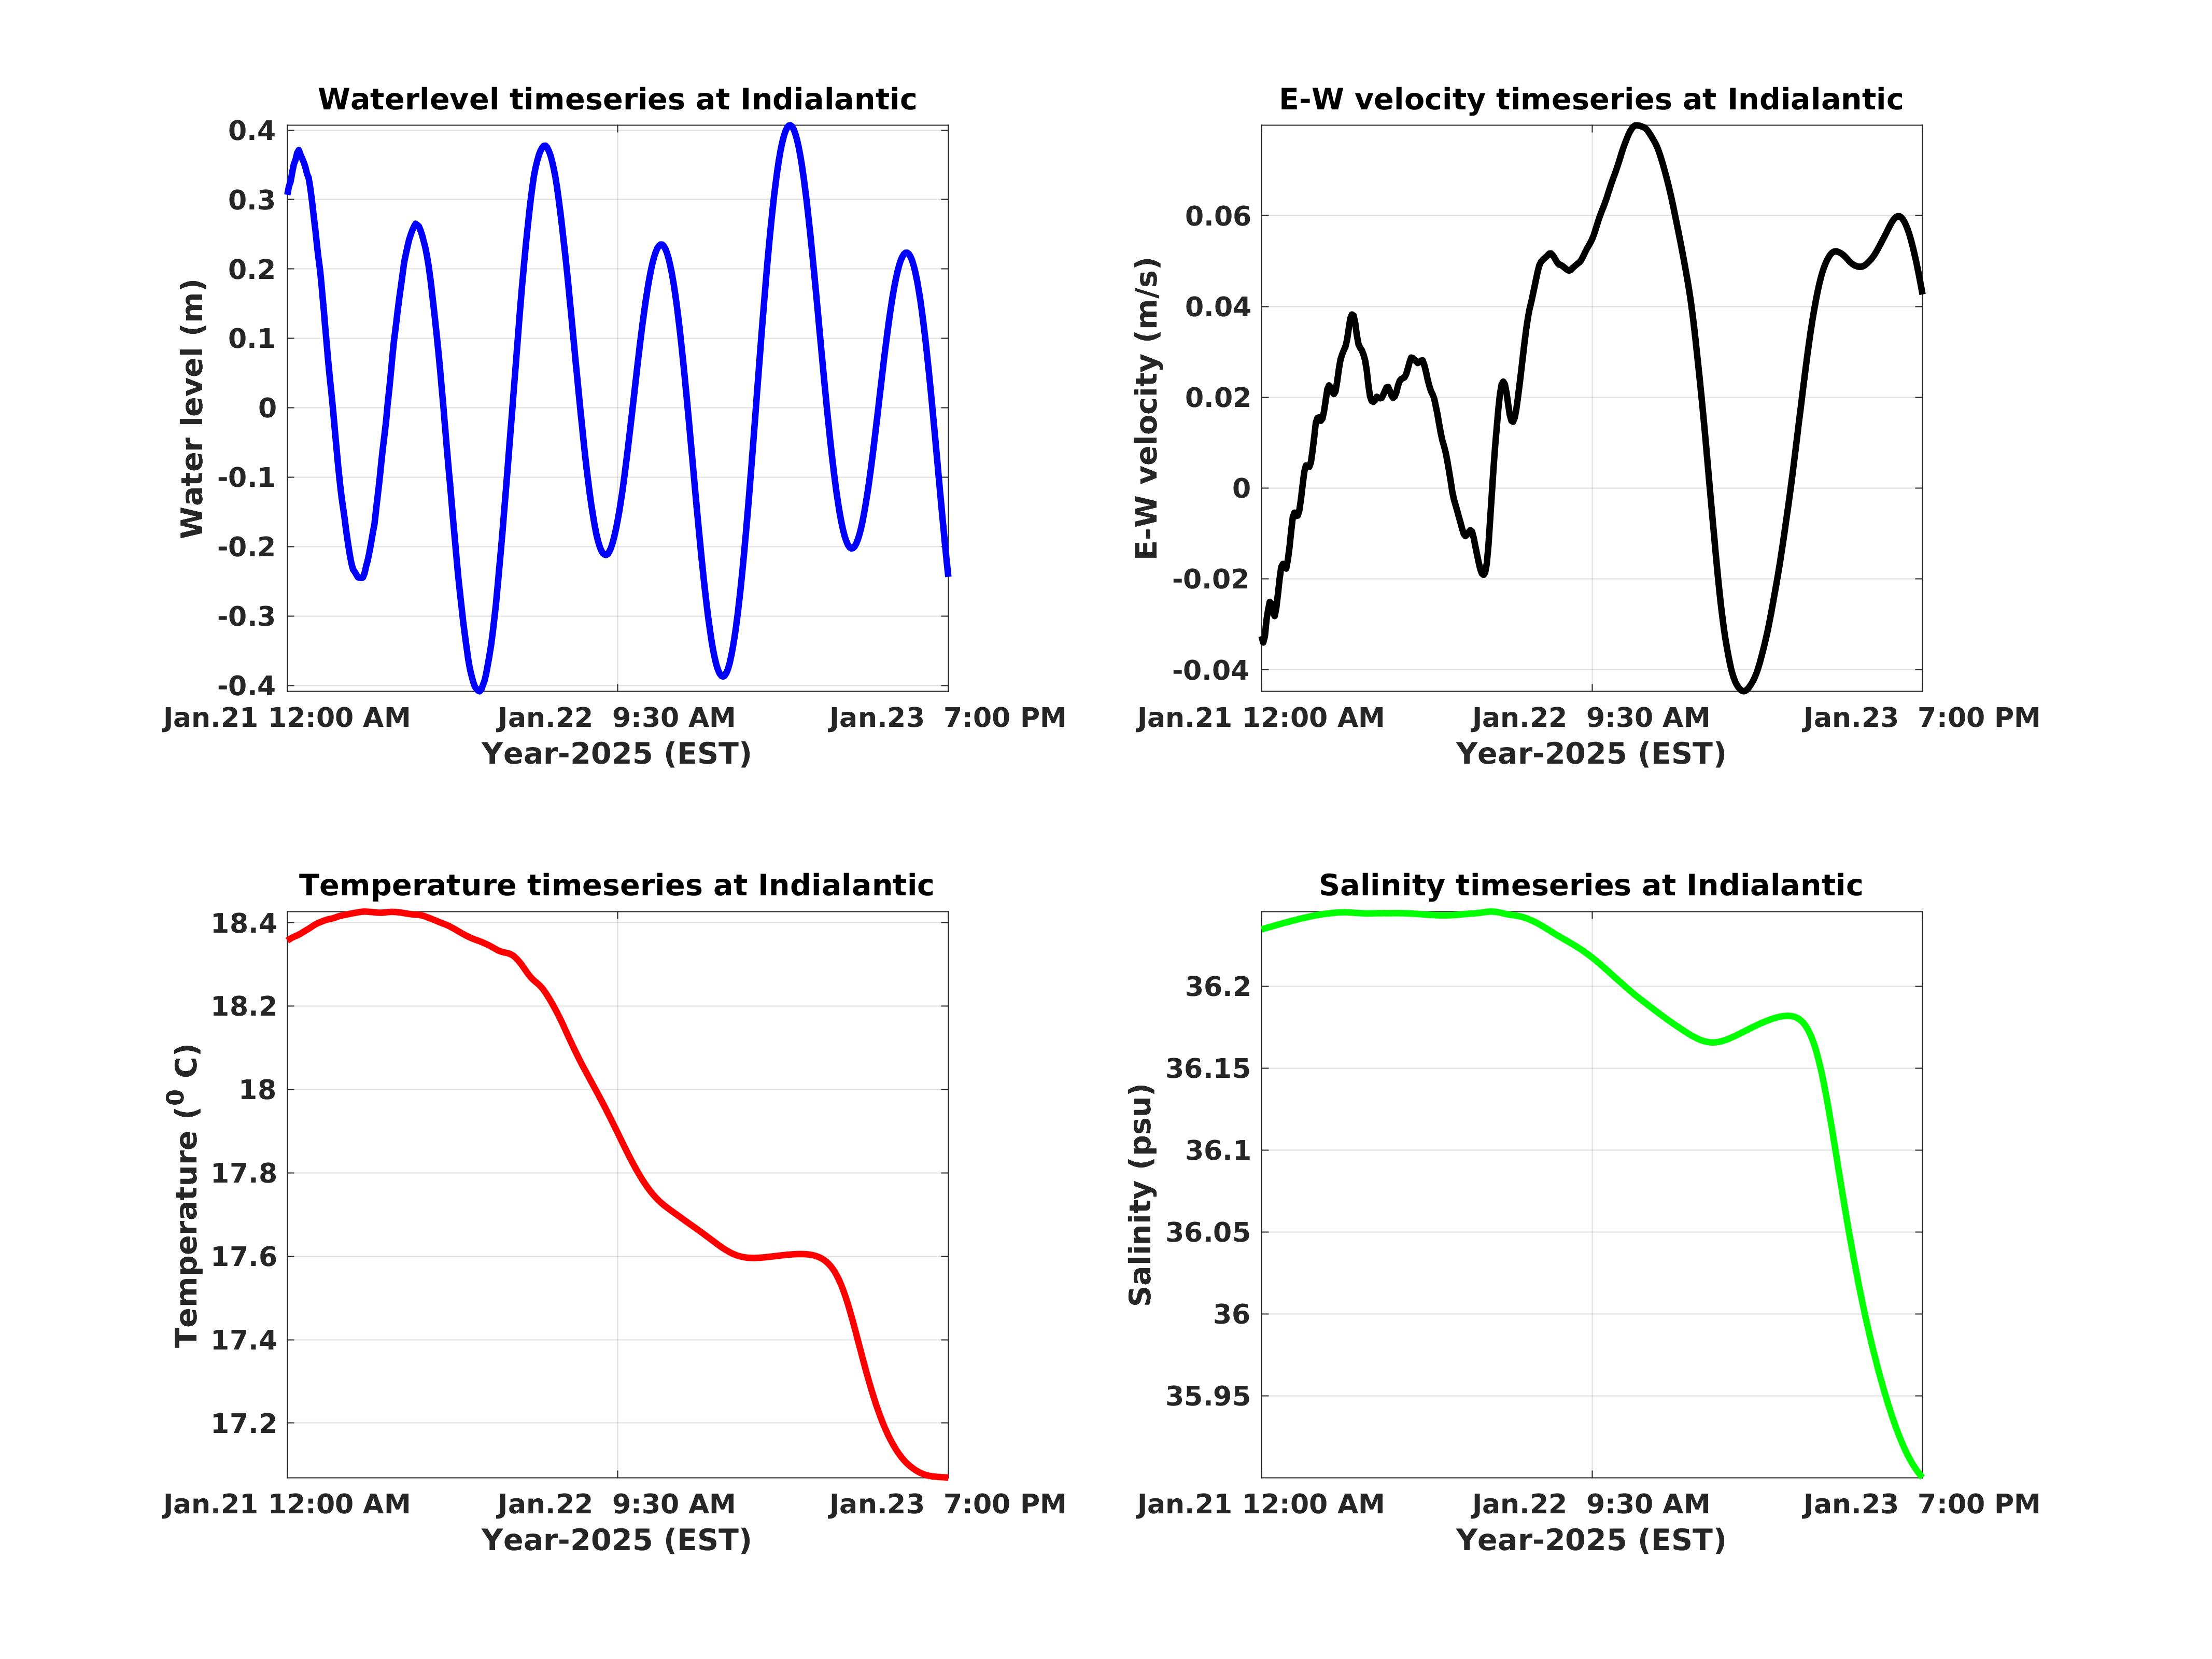 Waterlevel timeseries at Indialantic
0.4
0.3
0.2
0.1
0
-0.1
-0.2
-0.3
-0.4
Water level (m)
Jan.21 12:00 AM Jan.22 9:30 AM Jan.23 7:00 PM
Year-2025 (EST)
E-W velocity timeseries at Indialantic
0.06
0.04
0.02
0
-0.02
-0.04
E-W velocity (m/s)
Jan.21 12:00 AM Jan.22 9:30 AM Jan.23 7:00 PM
Year-2025 (EST)
Temperature timeseries at Indialantic
18.4
18.2
18
17.8
17.6
17.4
17.2
Temperature (⁰ C)
Jan.21 12:00 AM Jan.22 9:30 AM Jan.23 7:00 PM
Year-2025 (EST)
Salinity timeseries at Indialantic
36.2
36.15
36.1
36.05
36
35.95
Salinity (psu)
Jan.21 12:00 AM Jan.22 9:30 AM Jan.23 7:00 PM
Year-2025 (EST)